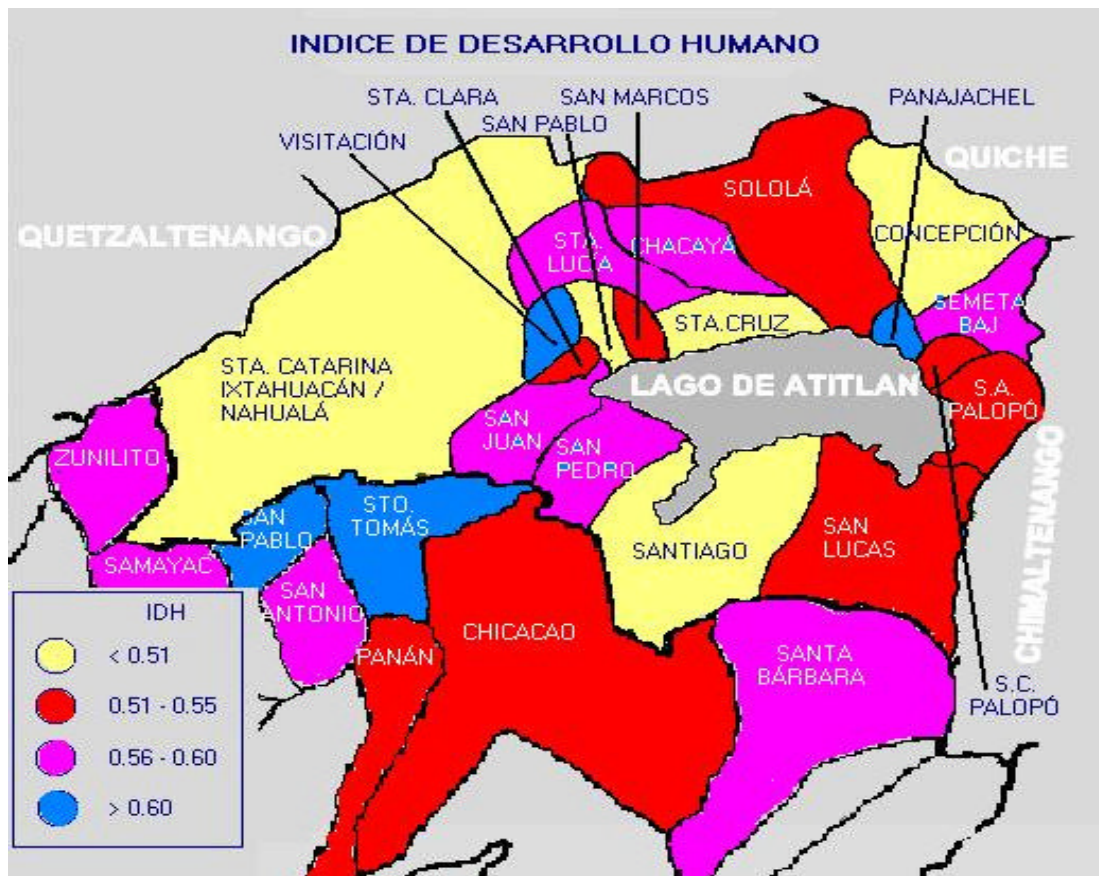 INDICE DE DESARROLLO HUMANO
STA. CLARA
SAN MARCOS
PANAJACHEL
SAN PABLO
VISITACIÓN
QUICHE
SOLOLÁ
QUETZALTENANGO
STA.
LUCÍA
CHACAYÁ
CONCEPCIÓN
SEMETA
BAJ
STA.CRUZ
STA. CATARINA
IXTAHUACÁN /
NAHUALÁ
LAGO DE ATITLAN
S.A.
PALOPÓ
SAN
JUAN
SAN
PEDRO
ZUNILITO
CHIMALTENANGO
STO.
TOMÁS
SAN
PABLO
SANTIAGO
SAN
LUCAS
SAMAYAC
SAN
ANTONIO
CHICACAO
PANÁN
SANTA
BÁRBARA
S.C.
PALOPÓ
IDH
< 0.51
0.51 - 0.55
0.56 - 0.60
> 0.60